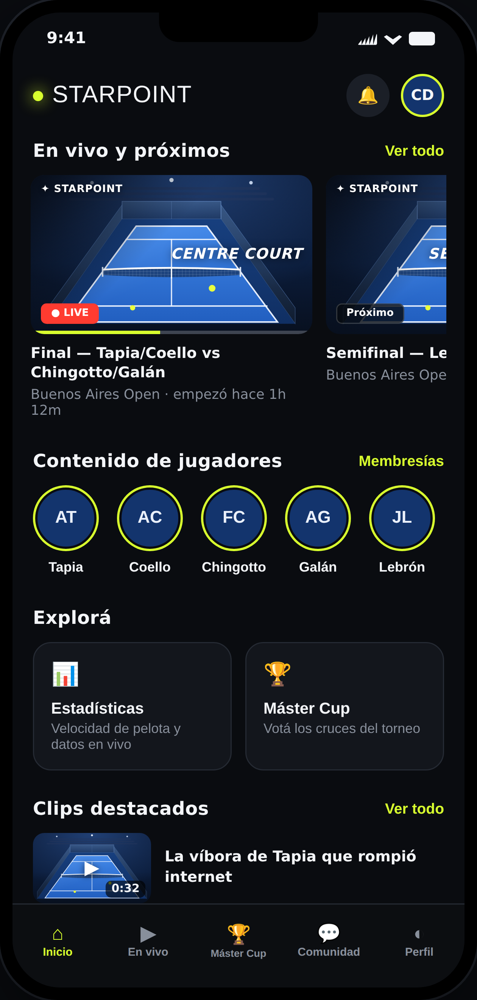 9:41
STARPOINT
CD
En vivo y próximos
Ver todo
✦ STARPOINT
CENTRE COURT
● LIVE
✦ STARPOINT
SE
Próximo
Final — Tapia/Coello vs
Chingotto/Galán
Buenos Aires Open · empezó hace 1h
12m
Semifinal — Le
Buenos Aires Ope
Contenido de jugadores
Membresías
AT
AC
FC
AG
JL
Tapia
Coello
Chingotto
Galán
Lebrón
Explorá
Estadísticas
Velocidad de pelota y
datos en vivo
Máster Cup
Votá los cruces del torneo
Clips destacados
Ver todo
0:32
La víbora de Tapia que rompió
internet
Inicio
En vivo
Máster Cup
Comunidad
Perfil